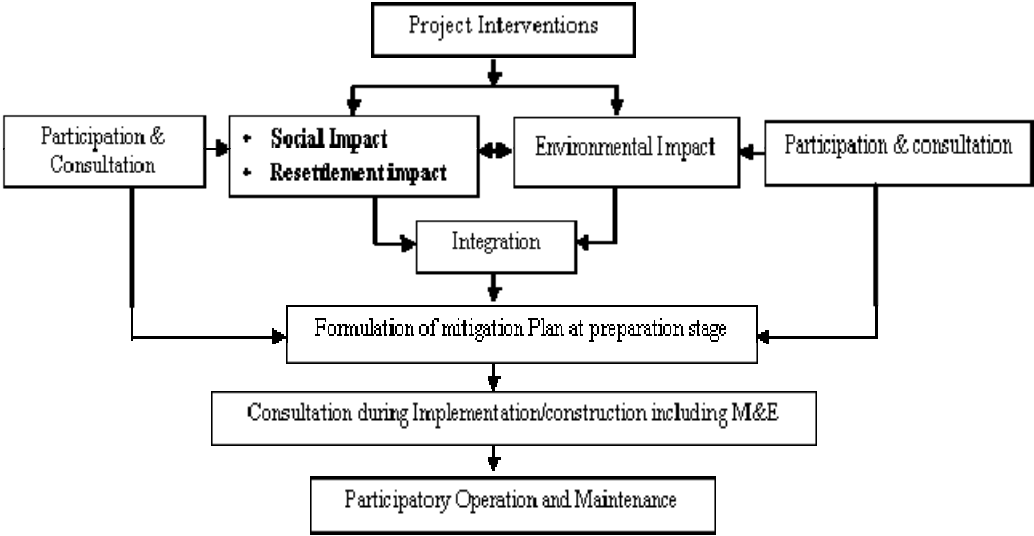 Project Interventions
Participation &
Consultation
• Social Impact
• Resettlement impact
Environmental Impact
Participation & consultation
Integration
Formulation of mitigation Plan at preparation stage
Consultation during Implementation/construction including M&E
Participatory Operation and Maintenance